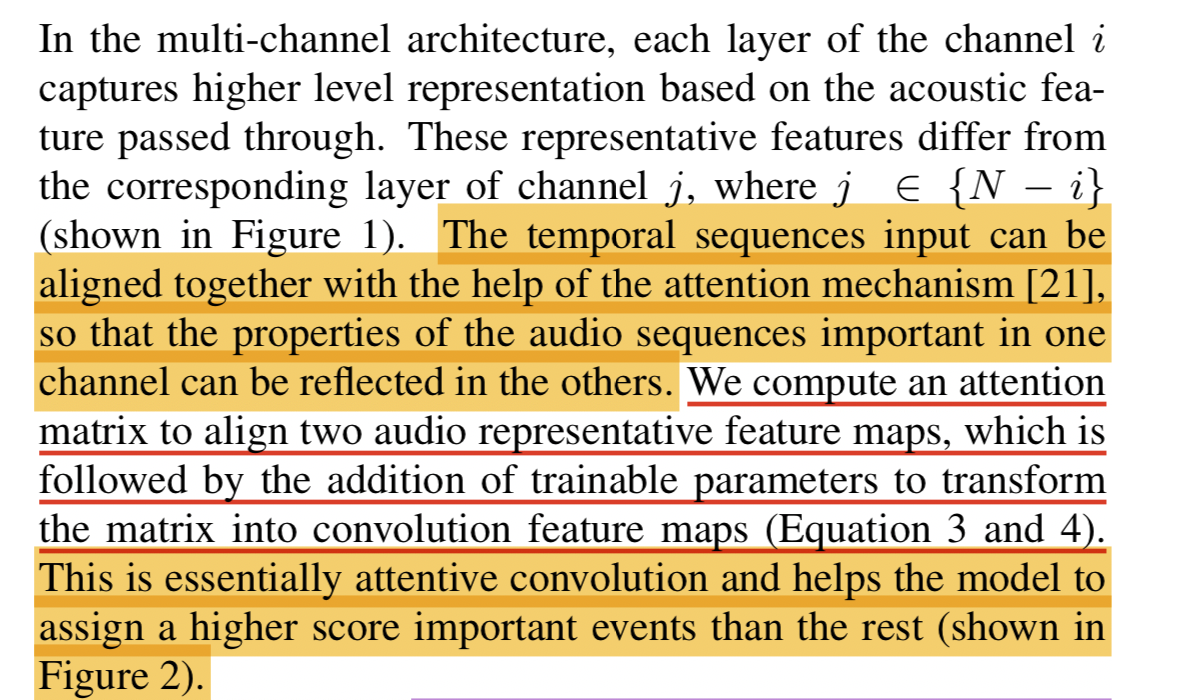 In the multi-channel architecture, each layer of the channel i
captures higher level representation based on the acoustic fea-
ture passed through. These representative features differ from
the corresponding layer of channel j, where j ∈ {N − i}
(shown in Figure 1). The temporal sequences input can be
aligned together with the help of the attention mechanism [21],
so that the properties of the audio sequences important in one
channel can be reflected in the others. We compute an attention
matrix to align two audio representative feature maps, which is
followed by the addition of trainable parameters to transform
the matrix into convolution feature maps (Equation 3 and 4).
This is essentially attentive convolution and helps the model to
assign a higher score important events than the rest (shown in
Figure 2).